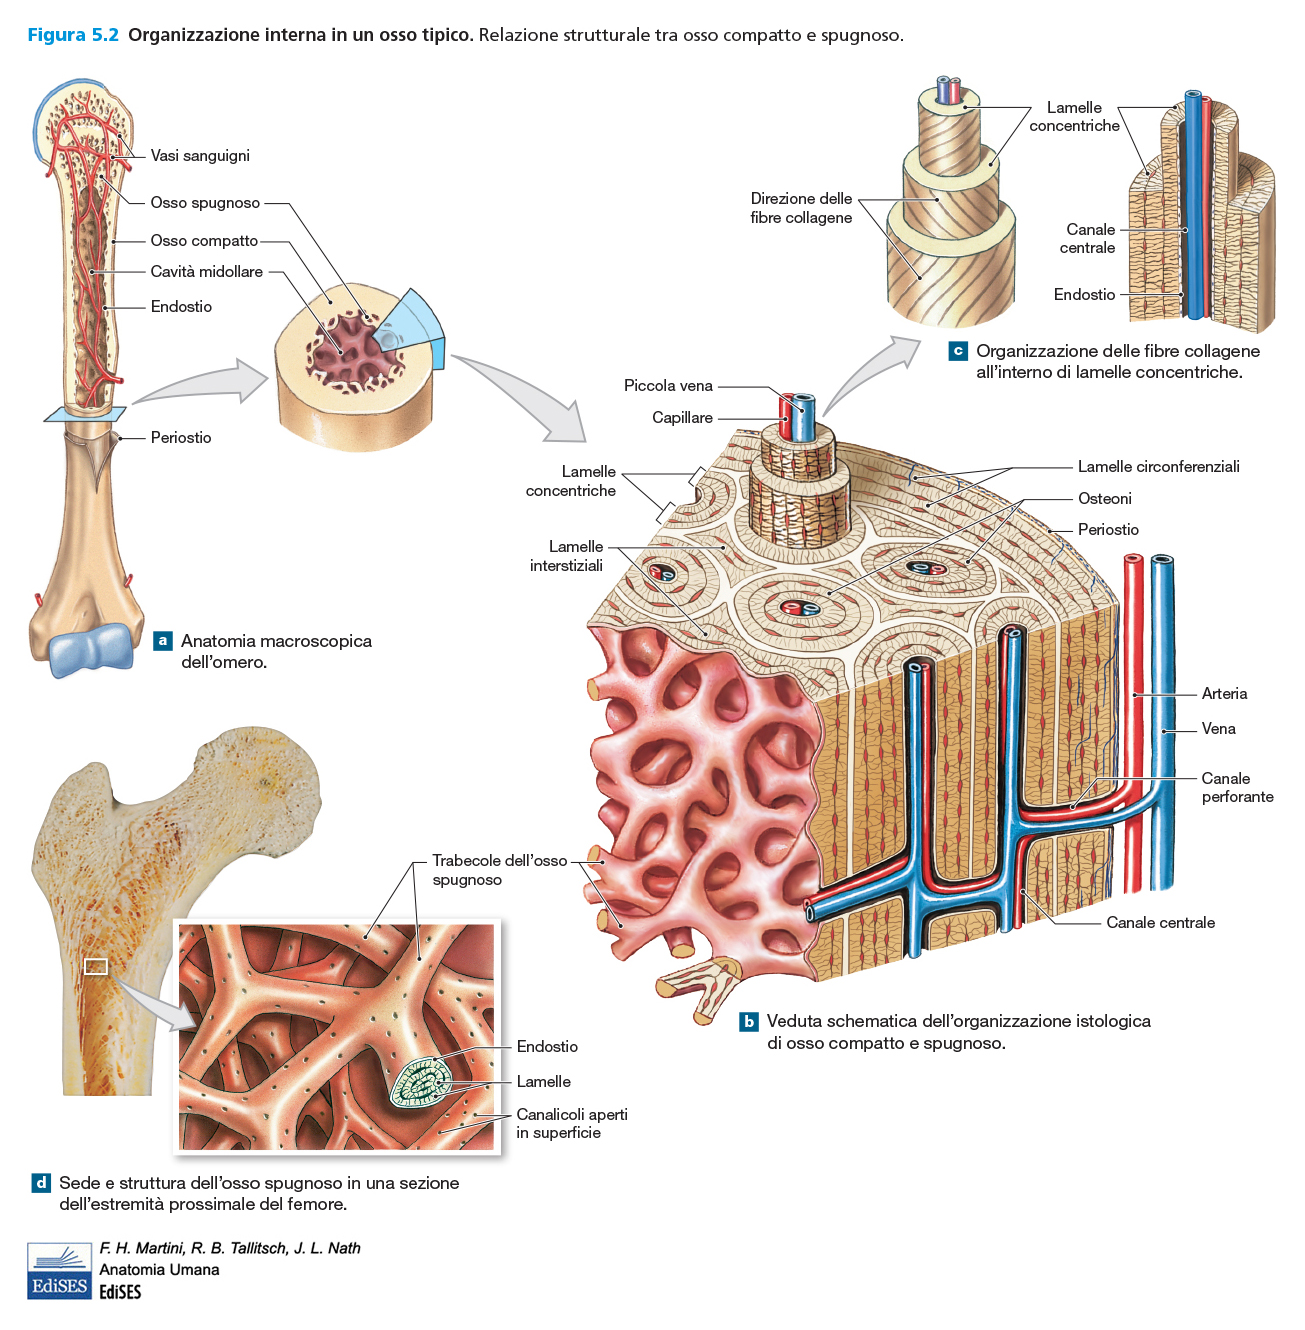 Figura 5.2 Organizzazione interna in un osso tipico. Relazione strutturale tra osso compatto e spugnoso.
Vasi sanguigni
Osso spugnoso
Osso compatto
Cavità midollare
Endostio
Periostio
a Anatomia macroscopica
dell'omero.
Lamelle
concentriche
Direzione delle
fibre collagene
Canale
centrale
Endostio
c Organizzazione delle fibre collagene
all'interno di lamelle concentriche.
Piccola vena
Capillare
Lamelle
concentriche
Lamelle
interstiziali
Lamelle circonferenziali
Osteoni
Periostio
Arteria
Vena
Canale
perforante
Canale centrale
Trabecole dell'osso
spugnoso
b Veduta schematica dell'organizzazione istologica
di osso compatto e spugnoso.
Endostio
Lamelle
Canalicoli aperti
in superficie
d Sede e struttura dell'osso spugnoso in una sezione
dell'estremità prossimale del femore.
F. H. Martini, R. B. Tallitsch, J. L. Nath
Anatomia Umana
EdiSES
EdiSES